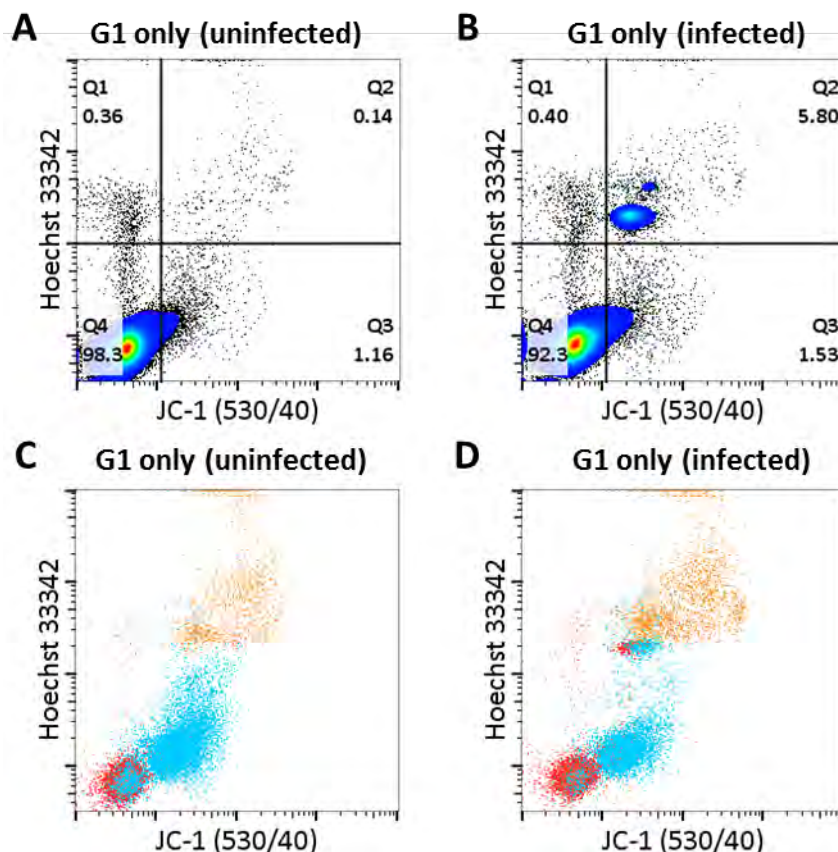 A G1 only (uninfected)
Q1
0.36
Q2
0.14
Q4
98.3
Q3
1.16
Hoechst 33342
JC-1 (530/40)
B G1 only (infected)
Q1
0.40
Q2
5.80
Q4
92.3
Q3
1.53
Hoechst 33342
JC-1 (530/40)
C G1 only (uninfected)
Hoechst 33342
JC-1 (530/40)
D G1 only (infected)
Hoechst 33342
JC-1 (530/40)